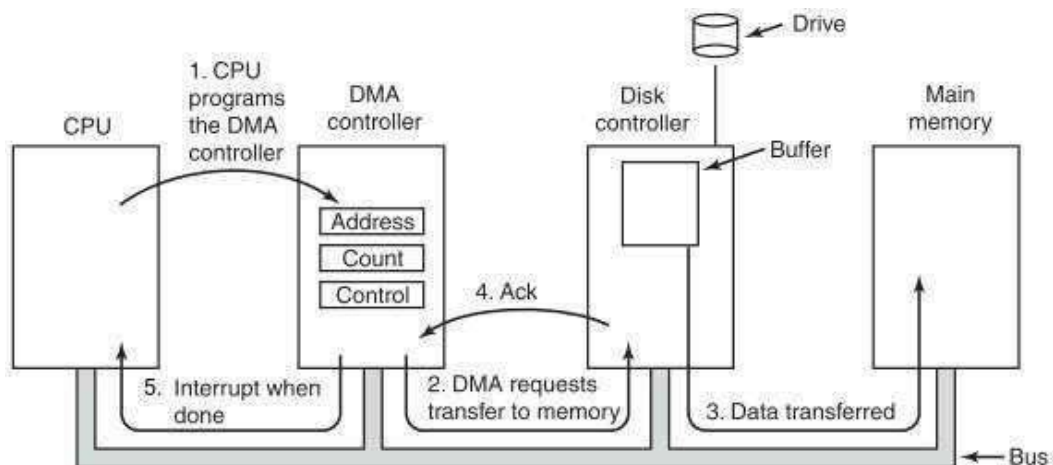 Drive
1. CPU
programs
the DMA
controller
CPU
DMA
controller
Disk
controller
Main
memory
Buffer
Address
Count
Control
4. Ack
5. Interrupt when
done
2. DMA requests
transfer to memory
3. Data transferred
Bus